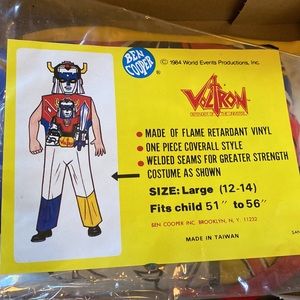 BEN
COOPER
®
© 1984 World Events Productions, Inc.
VOLTRON
DEFENDER OF THE UNIVERSE
• MADE OF FLAME RETARDANT VINYL
• ONE PIECE COVERALL STYLE
• WELDED SEAMS FOR GREATER STRENGTH
COSTUME AS SHOWN
SIZE: Large (12-14)
Fits child 51" to 56"
BEN COOPER INC. BROOKLYN, N. Y. 11232
MADE IN TAIWAN